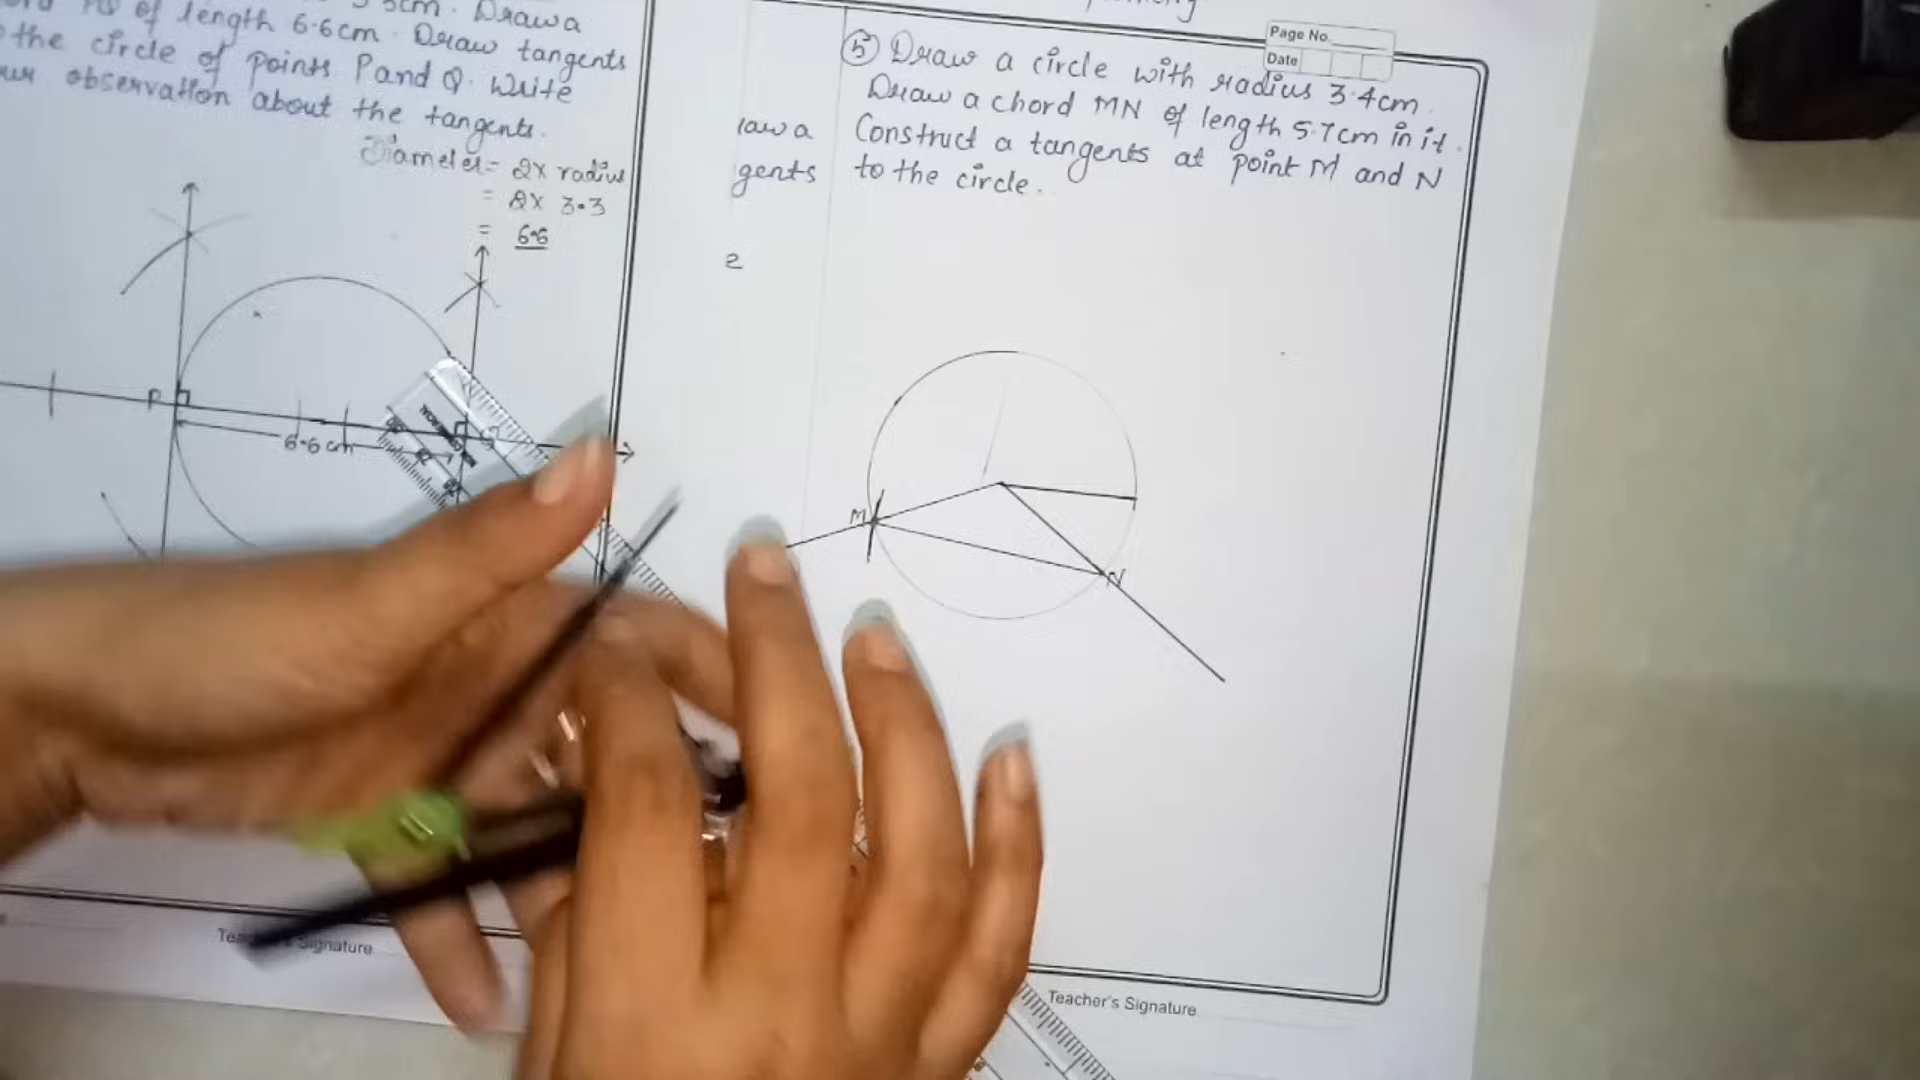 of length 6.6cm. Draw tangents
the circle of points P and Q. Write
observation about the tangents.
Diameter = 2 x radius
= 2 x 3.3
= 6.6
P
6.6 cm
Teacher's Signature
Page No.
Date
5 Draw a circle with radius 3.4cm.
Draw a chord MN of length 5.7cm in it.
Construct a tangents at point M and N
to the circle.
gents
M
N
Teacher's Signature